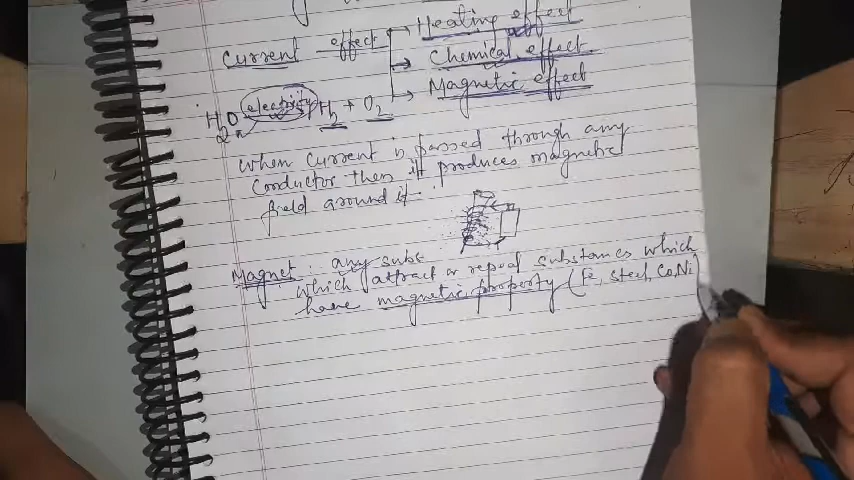 Heating effect
Current effect
Chemical effect
Magnetic effect
H2O electricity H2 + O2
When Current is passed through any
Conductor then it produces magnetic
field around it.
Magnet: any subs
which attract or repeal substances which
have magnetic property (Fe, steel, Co, Ni)